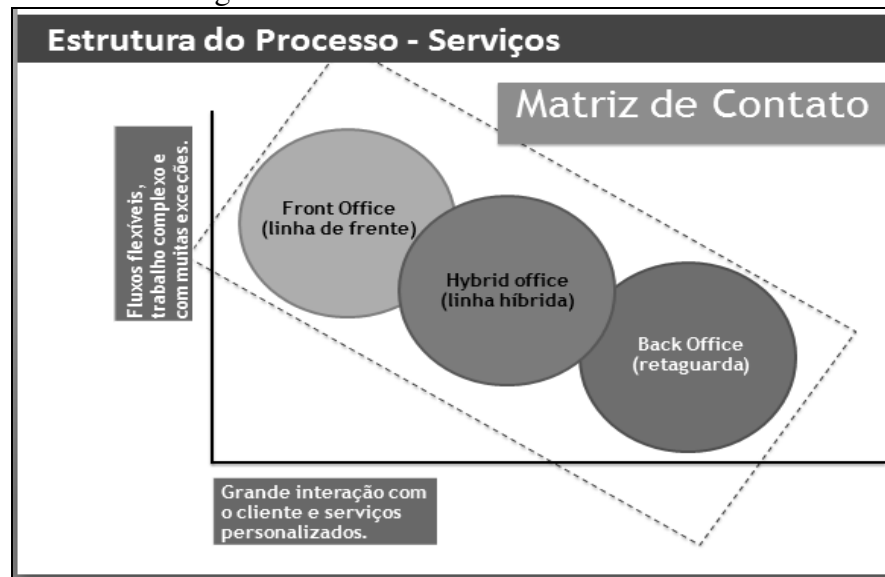 Estrutura do Processo - Serviços
Matriz de Contato
Fluxos flexíveis,
trabalho complexo e
com muitas exceções.
Front Office
(linha de frente)
Hybrid office
(linha híbrida)
Back Office
(retaguarda)
Grande interação com
o cliente e serviços
personalizados.